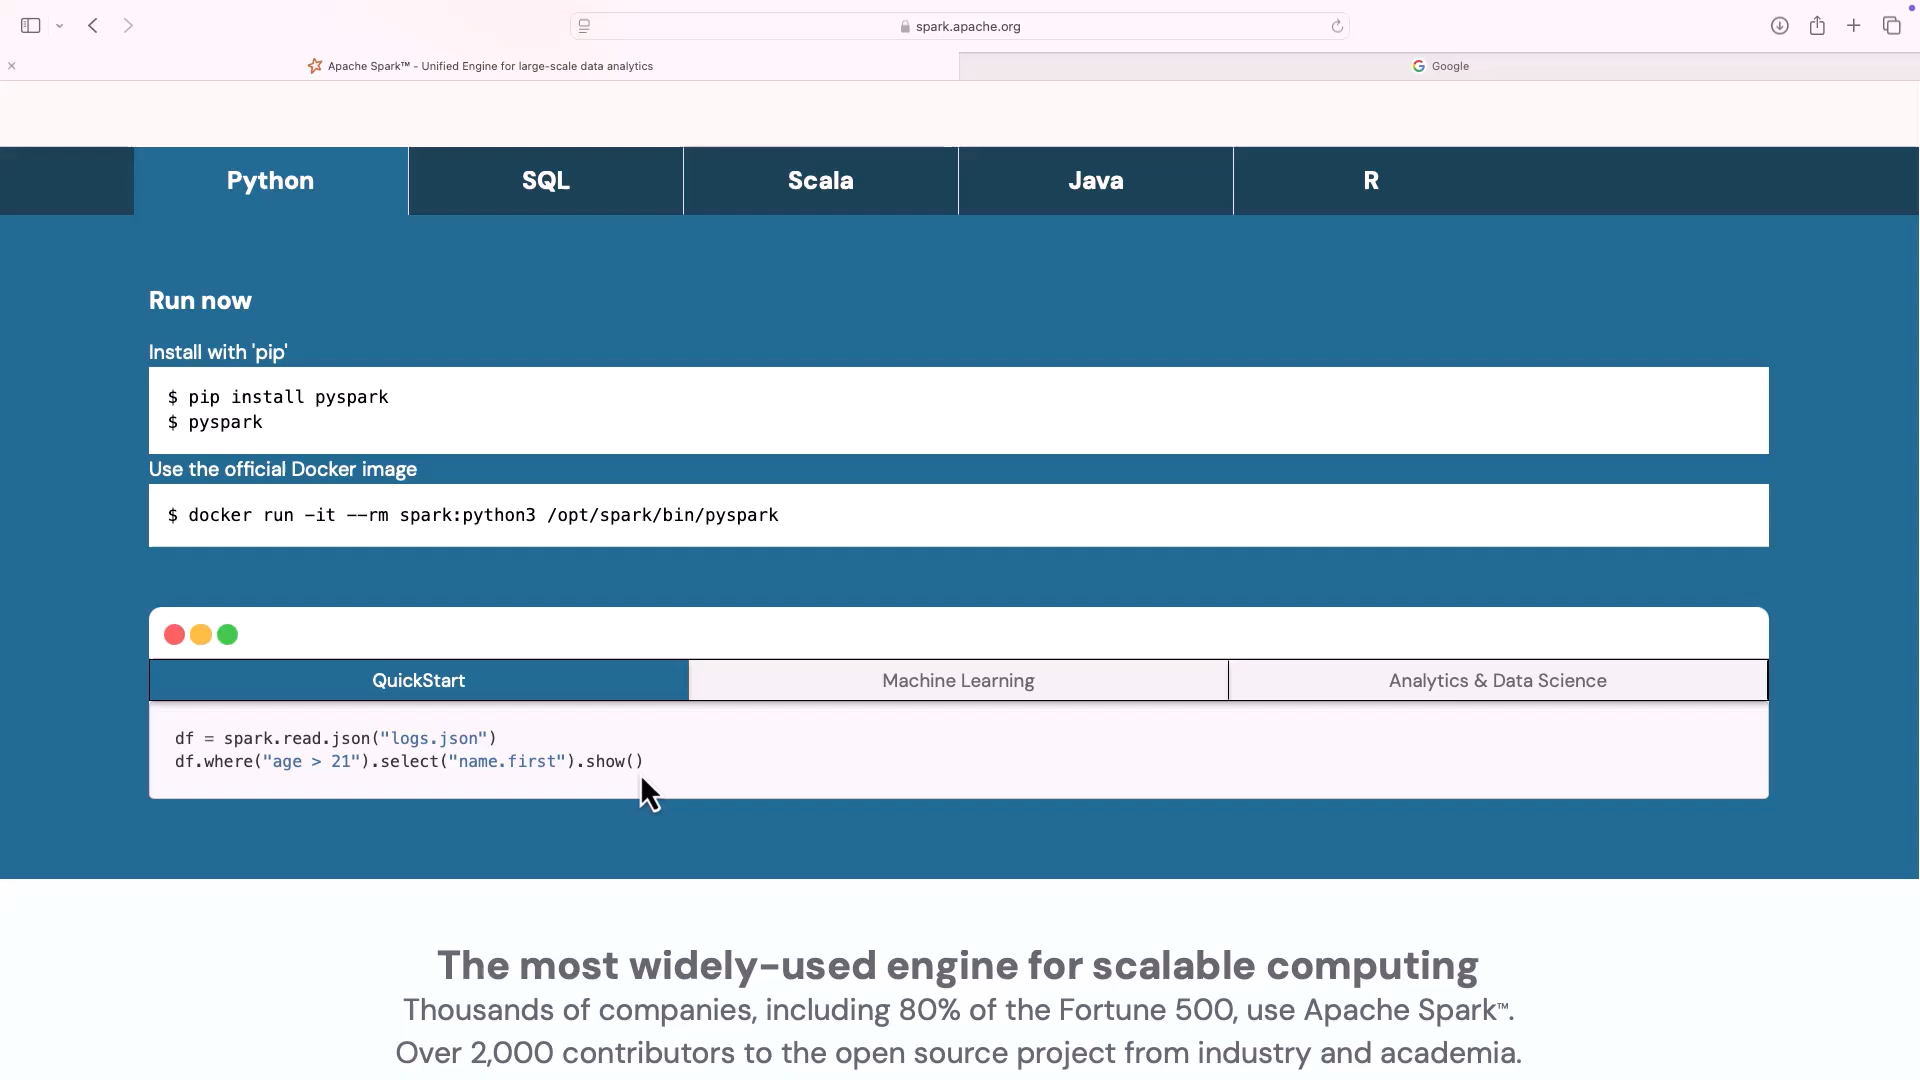 spark.apache.org
Apache Spark™ - Unified Engine for large-scale data analytics
Google
Python
SQL
Scala
Java
R
Run now
Install with 'pip'
$ pip install pyspark
$ pyspark
Use the official Docker image
$ docker run -it --rm spark:python3 /opt/spark/bin/pyspark
QuickStart
Machine Learning
Analytics & Data Science
df = spark.read.json("logs.json")
df.where("age > 21").select("name.first").show()
The most widely-used engine for scalable computing
Thousands of companies, including 80% of the Fortune 500, use Apache Spark™.
Over 2,000 contributors to the open source project from industry and academia.